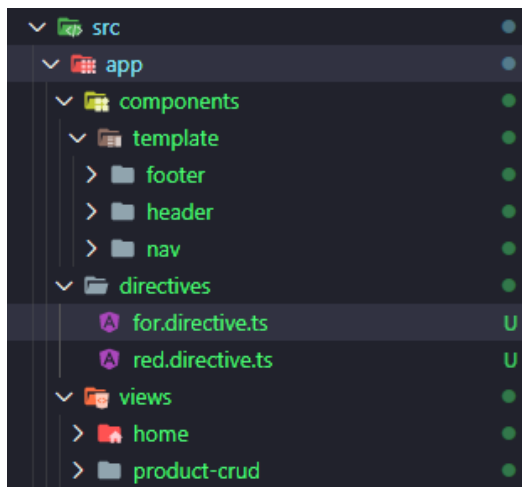 src
app
components
template
footer
header
nav
directives
for.directive.ts U
red.directive.ts U
views
home
product-crud